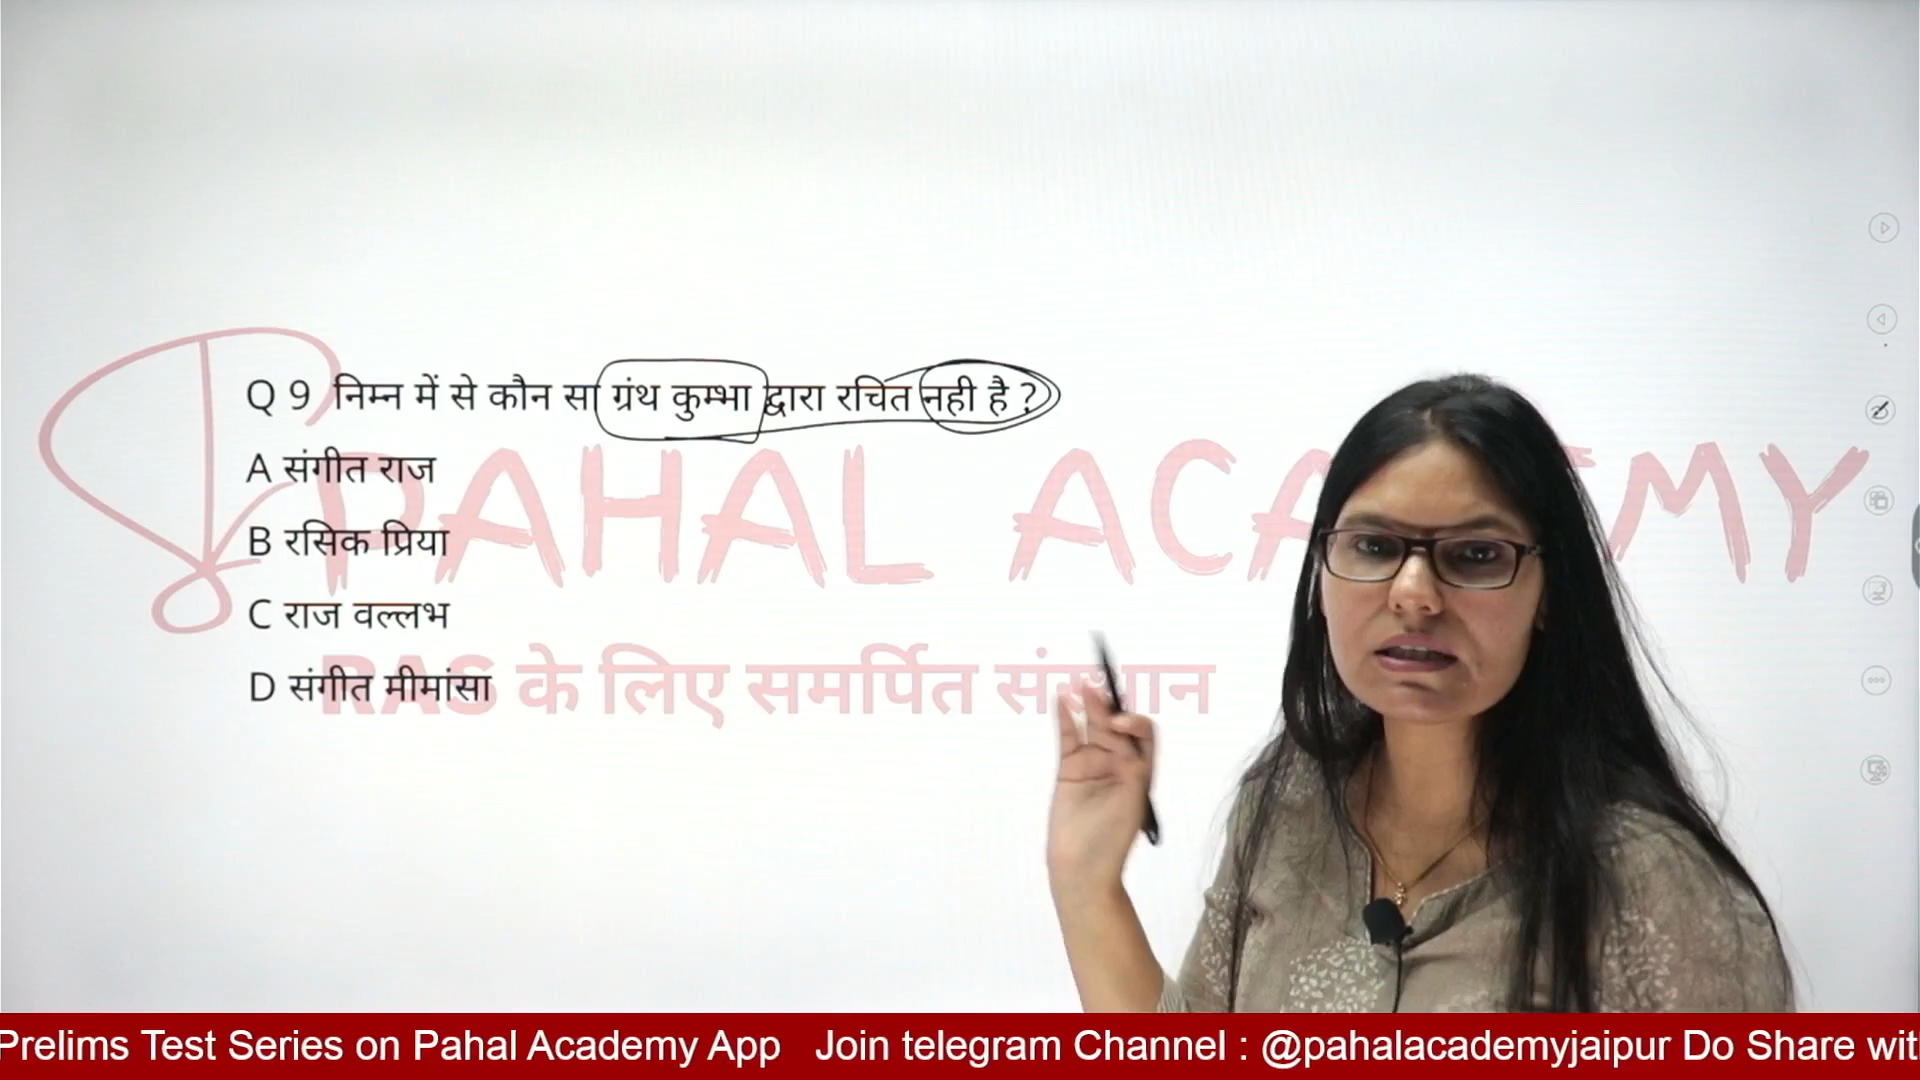 Q 9 निम्न में से कौन सा ग्रंथ कुम्भा द्वारा रचित नही है ?
A संगीत राज
B रसिक प्रिया
C राज वल्लभ
D संगीत मीमांसा
PAHAL ACADEMY
RAS के लिए समर्पित संस्थान
Prelims Test Series on Pahal Academy App Join telegram Channel : @pahalacademyjaipur Do Share